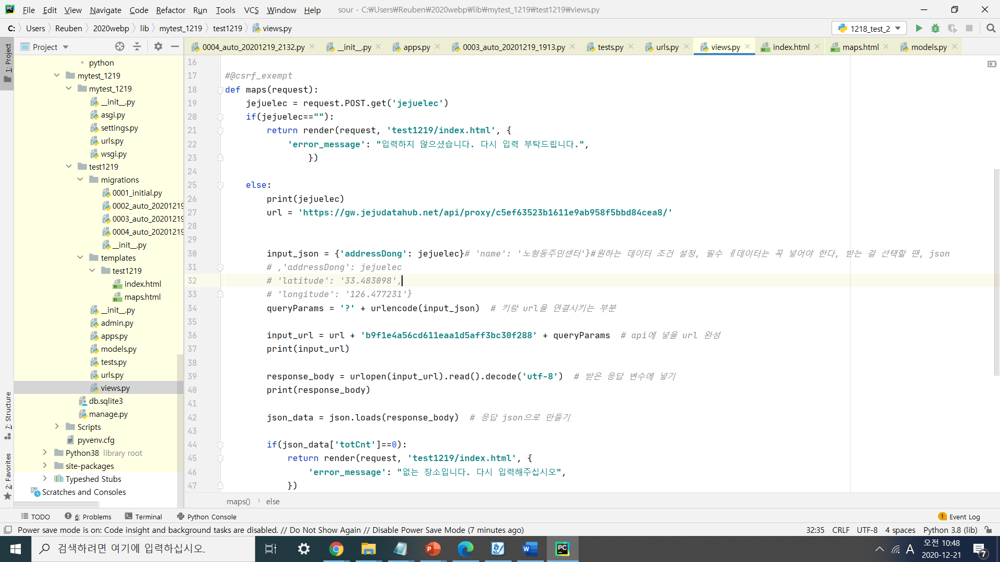 File Edit View Navigate Code Refactor Run Tools VCS Window Help sour - C:₩Users₩Reuben₩2020webp₩lib₩mytest_1219₩test1219₩views.py
C: Users Reuben 2020webp lib mytest_1219 test1219 views.py 1218_test_2
Project 0004_auto_20201219_2132.py __init__.py apps.py 0003_auto_20201219_1913.py tests.py urls.py views.py index.html maps.html models.py
1: Project
python
mytest_1219
mytest_1219
__init__.py
asgi.py
settings.py
urls.py
wsgi.py
test1219
migrations
0001_initial.py
0002_auto_20201219
0003_auto_20201219
0004_auto_20201219
__init__.py
templates
test1219
index.html
maps.html
__init__.py
admin.py
apps.py
models.py
tests.py
urls.py
views.py
db.sqlite3
manage.py
Scripts
pyvenv.cfg
Python38 library root
site-packages
Typeshed Stubs
Scratches and Consoles
7: Structure
2: Favorites
16
17 #@csrf_exempt
18 def maps(request):
19 jejuelec = request.POST.get('jejuelec')
20 if(jejuelec==""):
21 return render(request, 'test1219/index.html', {
22 'error_message': "입력하지 않으셨습니다. 다시 입력 부탁드립니다.",
23 })
24
25 else:
26 print(jejuelec)
27 url = 'https://gw.jejudatahub.net/api/proxy/c5ef63523b1611e9ab958f5bbd84cea8/'
28
29
30 input_json = {'addressDong': jejuelec}# 'name': '노형동주민센터'}#원하는 데이터 조건 설정, 필수 ㅔ데이터는 꼭 넣어야 한다, 받는 걸 선택할 땐, json
31 # ,'addressDong': jejuelec
32 # 'latitude': '33.483098',
33 # 'longitude': '126.477231'}
34 queryParams = '?' + urlencode(input_json) # 키랑 url을 연결시키는 부분
35
36 input_url = url + 'b9f1e4a56cd611eaa1d5aff3bc30f288' + queryParams # api에 넣을 url 완성
37 print(input_url)
38
39 response_body = urlopen(input_url).read().decode('utf-8') # 받은 응답 변수에 넣기
40 print(response_body)
41
42 json_data = json.loads(response_body) # 응답 json으로 만들기
43
44 if(json_data['totCnt']==0):
45 return render(request, 'test1219/index.html', {
46 'error_message': "없는 장소입니다. 다시 입력해주십시오",
47 })
maps() else
TODO 6: Problems Terminal Python Console 1 Event Log
Power save mode is on: Code insight and background tasks are disabled. // Do Not Show Again // Disable Power Save Mode (7 minutes ago) 32:35 CRLF UTF-8 4 spaces Python 3.8 (lib)
검색하려면 여기에 입력하십시오. A 오전 10:48
2020-12-21 7